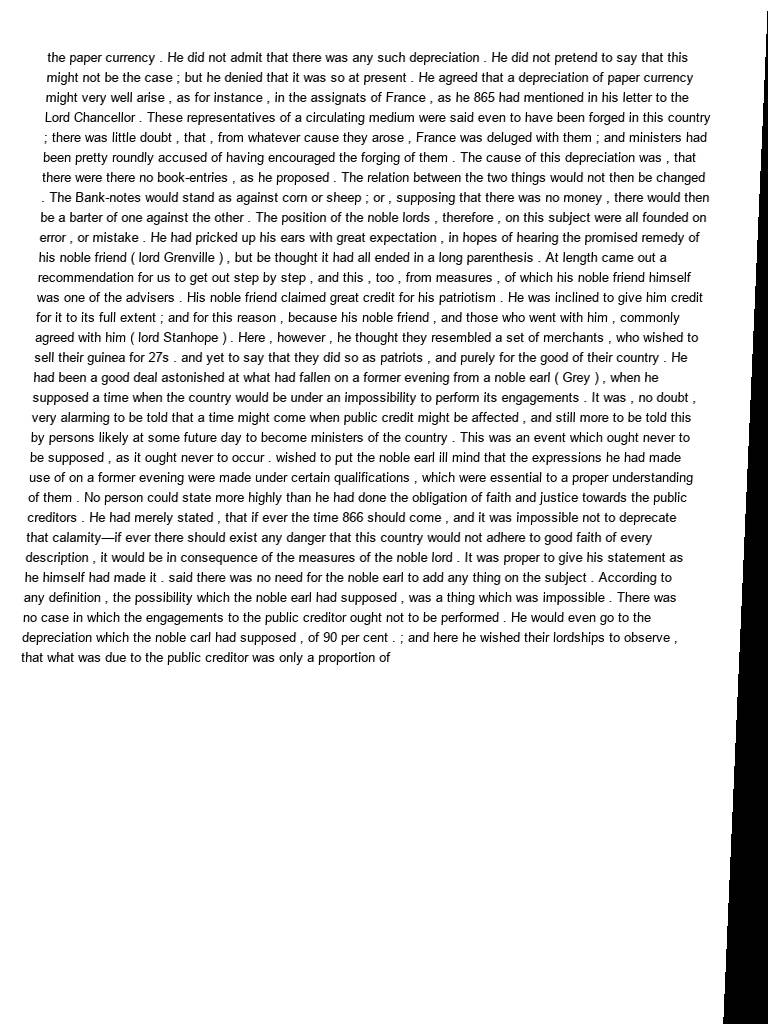 the paper currency . He did not admit that there was any such depreciation . He did not pretend to say that this
might not be the case ; but he denied that it was so at present . He agreed that a depreciation of paper currency
might very well arise , as for instance , in the assignats of France , as he 865 had mentioned in his letter to the
Lord Chancellor . These representatives of a circulating medium were said even to have been forged in this country
; there was little doubt , that , from whatever cause they arose , France was deluged with them ; and ministers had
been pretty roundly accused of having encouraged the forging of them . The cause of this depreciation was , that
there were there no book-entries , as he proposed . The relation between the two things would not then be changed
. The Bank-notes would stand as against corn or sheep ; or , supposing that there was no money , there would then
be a barter of one against the other . The position of the noble lords , therefore , on this subject were all founded on
error , or mistake . He had pricked up his ears with great expectation , in hopes of hearing the promised remedy of
his noble friend ( lord Grenville ) , but be thought it had all ended in a long parenthesis . At length came out a
recommendation for us to get out step by step , and this , too , from measures , of which his noble friend himself
was one of the advisers . His noble friend claimed great credit for his patriotism . He was inclined to give him credit
for it to its full extent ; and for this reason , because his noble friend , and those who went with him , commonly
agreed with him ( lord Stanhope ) . Here , however , he thought they resembled a set of merchants , who wished to
sell their guinea for 27s . and yet to say that they did so as patriots , and purely for the good of their country . He
had been a good deal astonished at what had fallen on a former evening from a noble earl ( Grey ) , when he
supposed a time when the country would be under an impossibility to perform its engagements . It was , no doubt ,
very alarming to be told that a time might come when public credit might be affected , and still more to be told this
by persons likely at some future day to become ministers of the country . This was an event which ought never to
be supposed , as it ought never to occur . wished to put the noble earl ill mind that the expressions he had made
use of on a former evening were made under certain qualifications , which were essential to a proper understanding
of them . No person could state more highly than he had done the obligation of faith and justice towards the public
creditors . He had merely stated , that if ever the time 866 should come , and it was impossible not to deprecate
that calamity—if ever there should exist any danger that this country would not adhere to good faith of every
description , it would be in consequence of the measures of the noble lord . It was proper to give his statement as
he himself had made it . said there was no need for the noble earl to add any thing on the subject . According to
any definition , the possibility which the noble earl had supposed , was a thing which was impossible . There was
no case in which the engagements to the public creditor ought not to be performed . He would even go to the
depreciation which the noble carl had supposed , of 90 per cent . ; and here he wished their lordships to observe ,
that what was due to the public creditor was only a proportion of